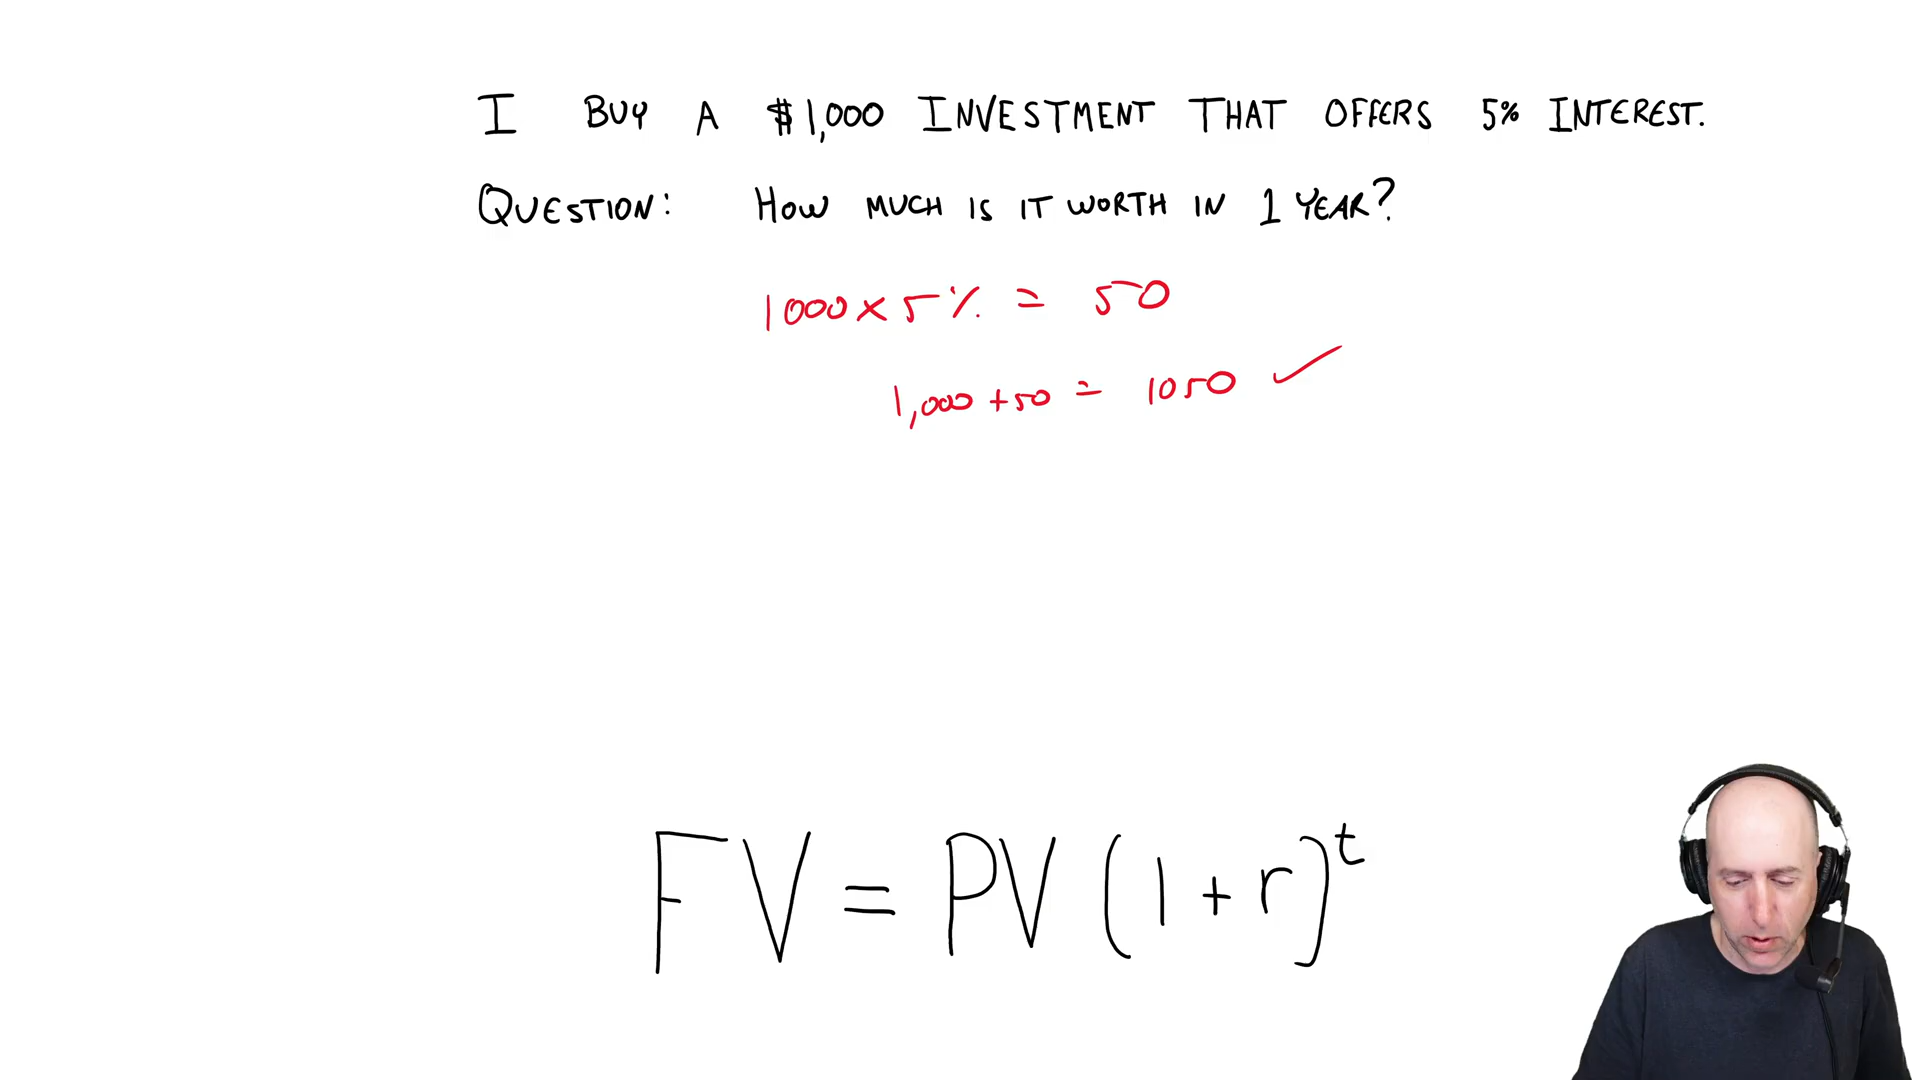 I BUY A $1,000 INVESTMENT THAT OFFERS 5% INTEREST.
QUESTION: HOW MUCH IS IT WORTH IN 1 YEAR?
1000 x 5% = 50
1,000 + 50 = 1050 ✓
FV = PV (1 + r)^t